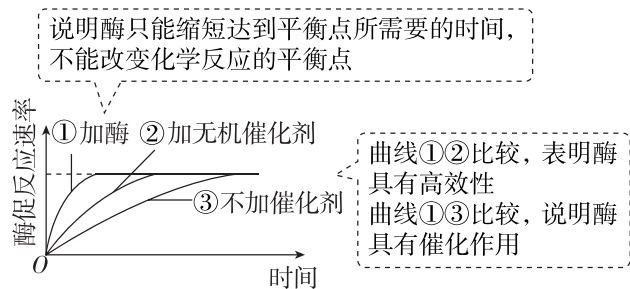 说明酶只能缩短达到平衡点所需要的时间，
不能改变化学反应的平衡点
酶促反应速率
①加酶
②加无机催化剂
③不加催化剂
O
时间
曲线①②比较，表明酶
具有高效性
曲线①③比较，说明酶
具有催化作用